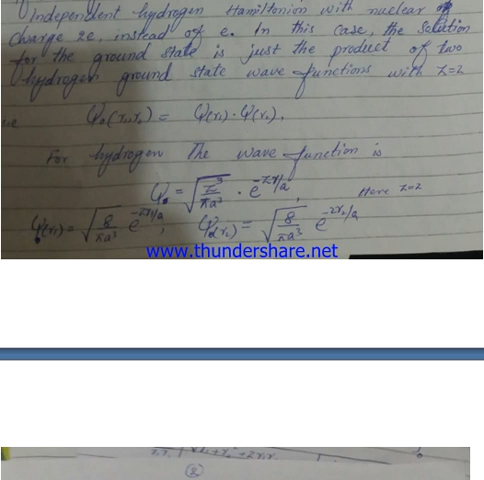 Independent hydrogen Hamiltonion with nuclear
charge 2e, instead of e. In this case, the solution
for the ground state is just the product of two
hydrogen ground state wave functions with z=2
ψ₀(r₁,r₂) = ψ(r₁)·ψ(r₂),
For hydrogen The wave function is
ψ₀ = √(z³/πa³) · e^(-zr/a), Here z=2
ψ₀(r₁) = √(8/πa³) e^(-2r₁/a), ψ₀(r₂) = √(8/πa³) e^(-2r₂/a)
www.thundershare.net
②